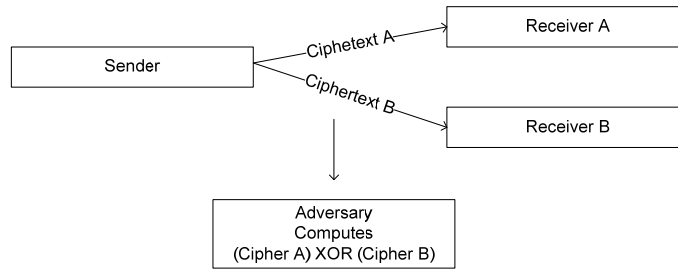 Sender
Ciphetext A
Receiver A
Ciphertext B
Receiver B
Adversary
Computes
(Cipher A) XOR (Cipher B)